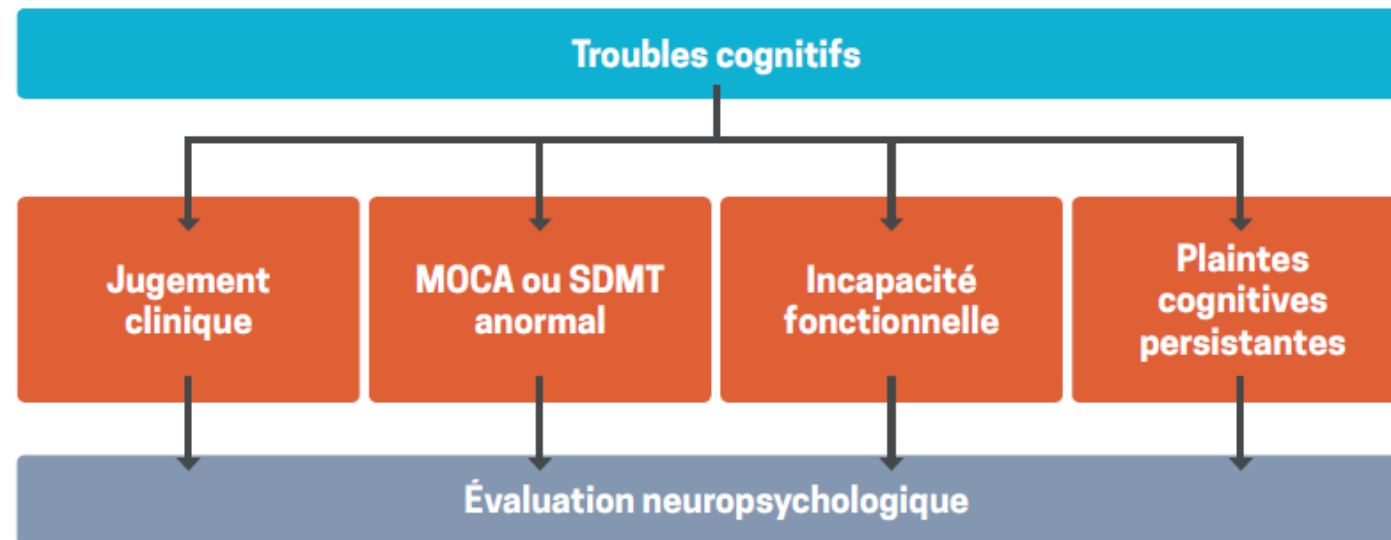 Troubles cognitifs
Jugement
clinique
MOCA ou SDMT
anormal
Incapacité
fonctionnelle
Plaintes
cognitives
persistantes
Évaluation neuropsychologique